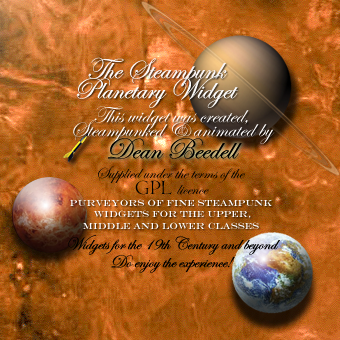 The Steampunk
Planetary Widget
This widget was created,
Steampunked & animated by
Dean Beedell
Supplied under the terms of the
GPL licence
PURVEYORS OF FINE STEAMPUNK
WIDGETS FOR THE UPPER,
MIDDLE AND LOWER CLASSES
Widgets for the 19th Century and beyond
Do enjoy the experience!